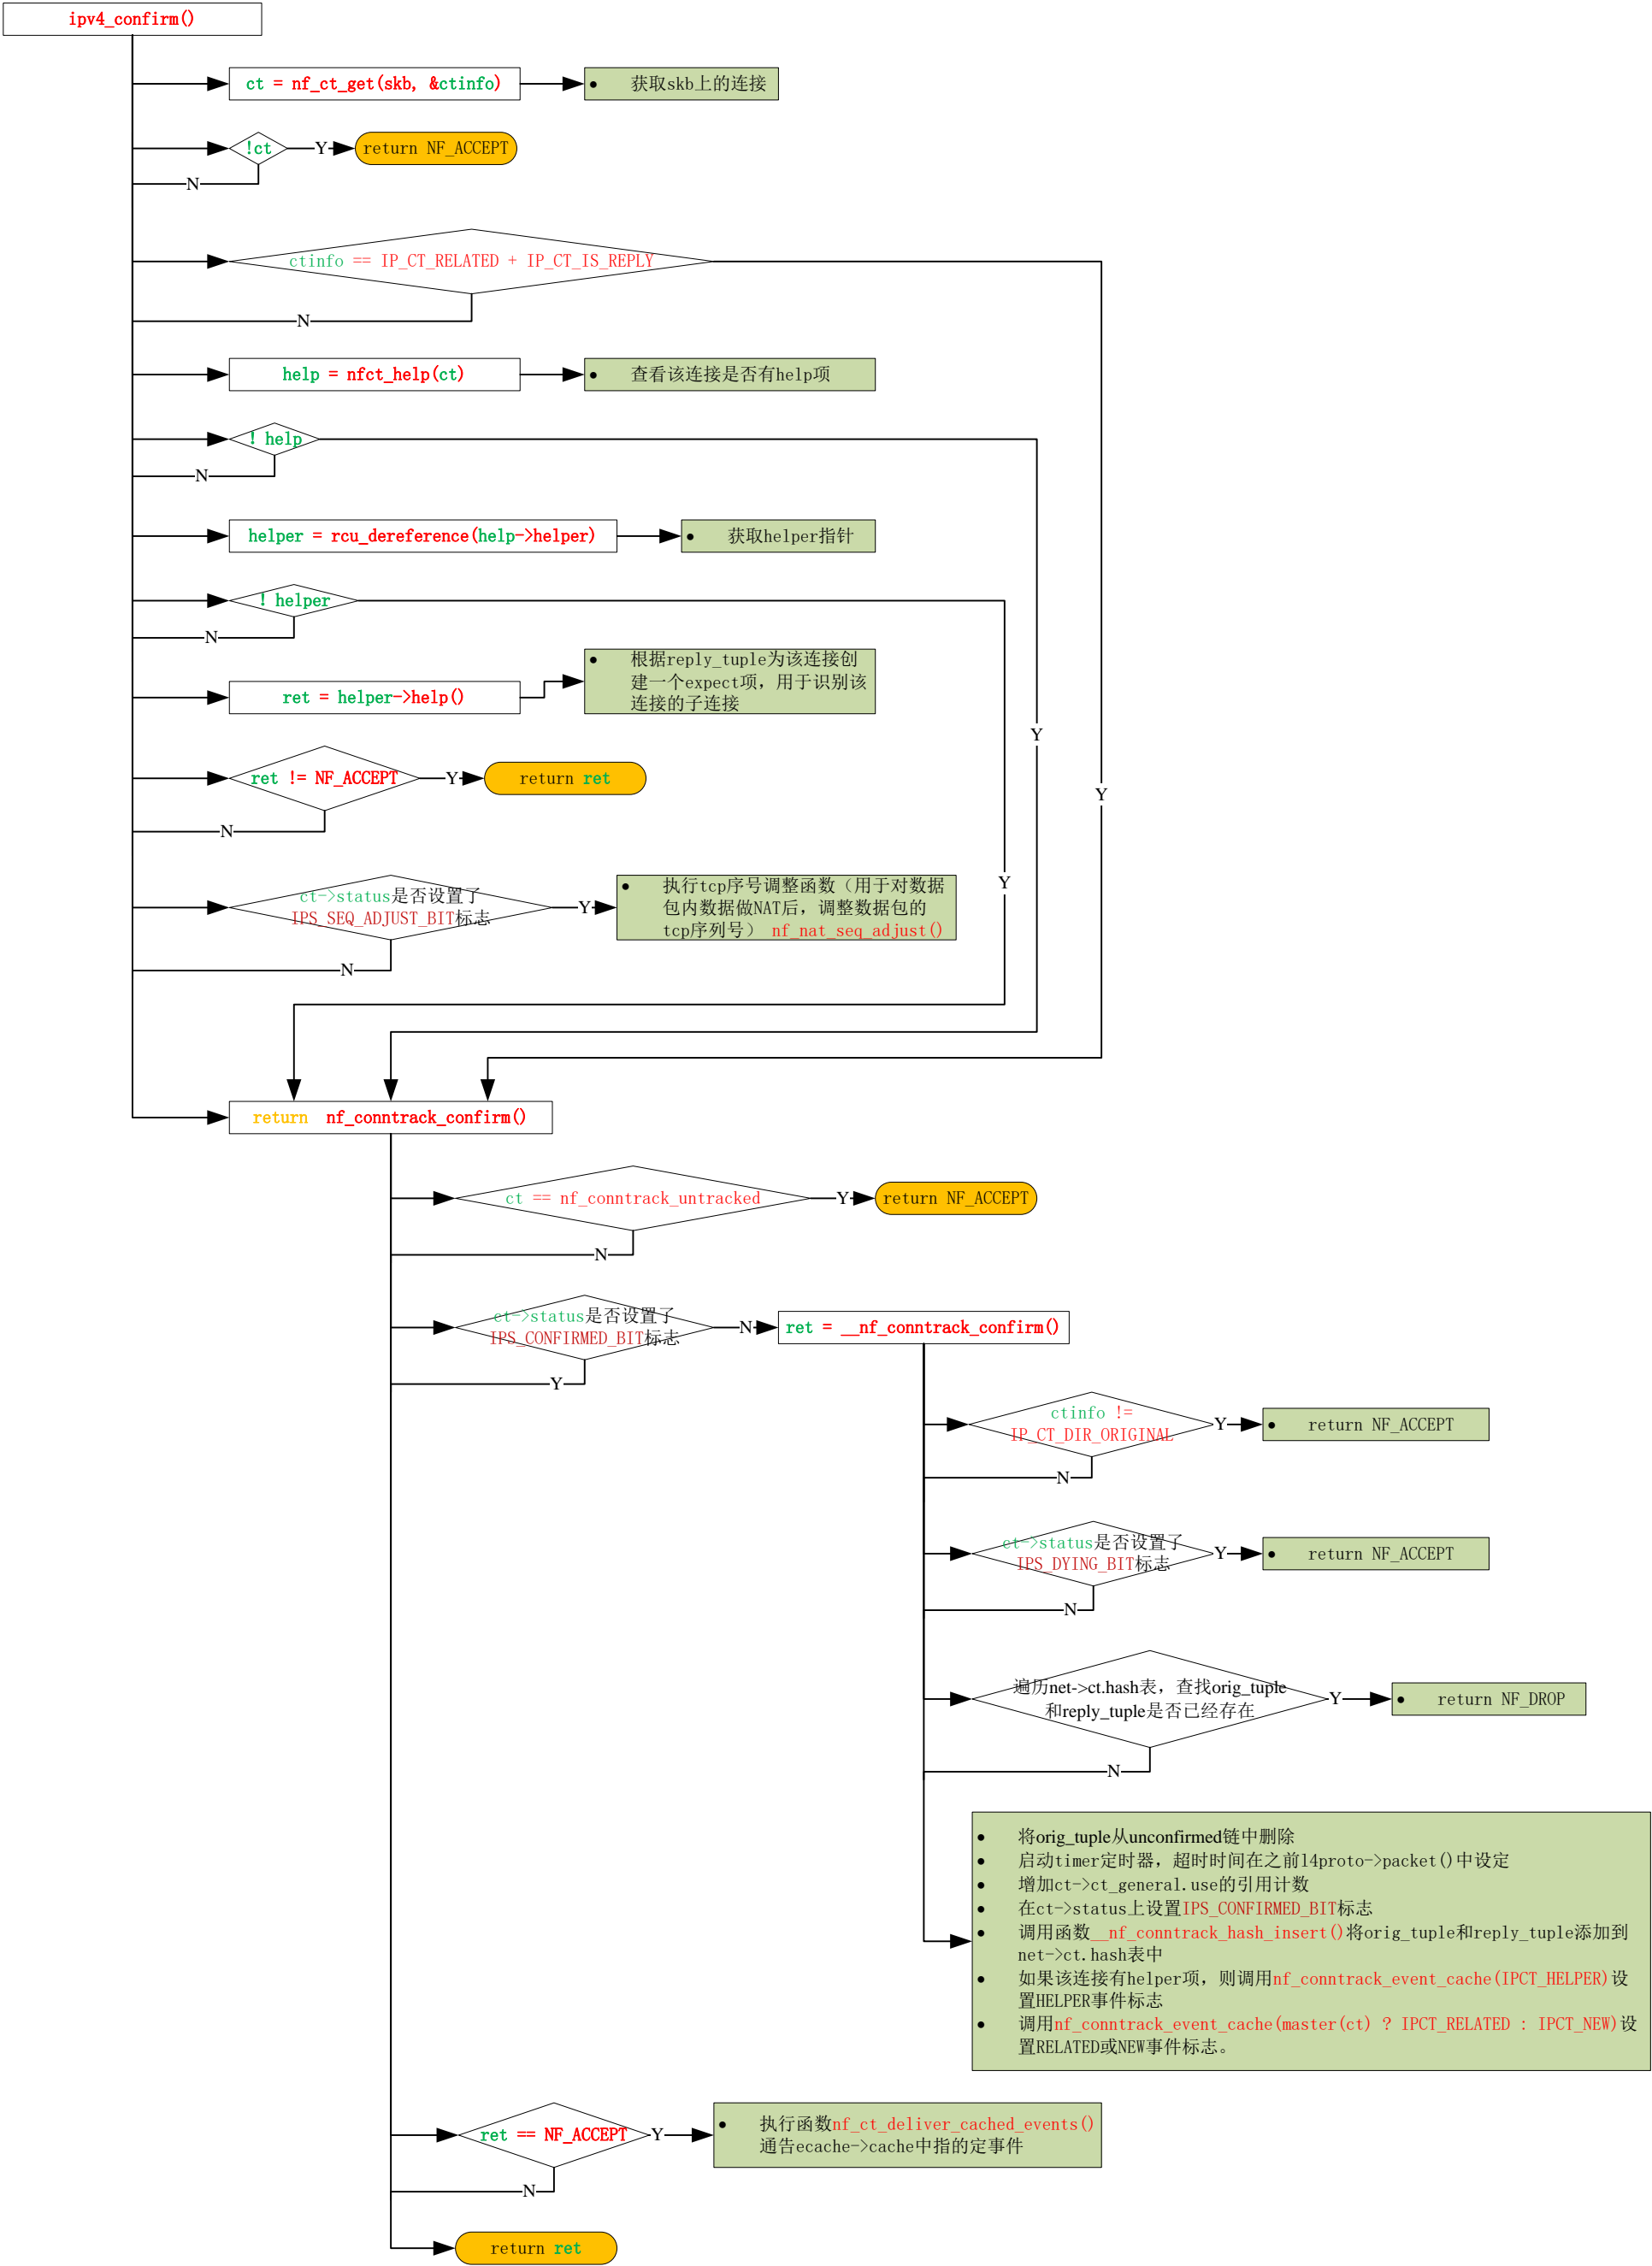 ipv4_confirm()
ct = nf_ct_get(skb, &ctinfo)
● 获取skb上的连接
!ct
Y
return NF_ACCEPT
N
ctinfo == IP_CT_RELATED + IP_CT_IS_REPLY
N
help = nfct_help(ct)
● 查看该连接是否有help项
! help
N
helper = rcu_dereference(help->helper)
● 获取helper指针
! helper
N
● 根据reply_tuple为该连接创
建一个expect项，用于识别该
连接的子连接
ret = helper->help()
Y
ret != NF_ACCEPT
Y
return ret
Y
N
Y
ct->status是否设置了
IPS_SEQ_ADJUST_BIT标志
Y
● 执行tcp序号调整函数（用于对数据
包内数据做NAT后，调整数据包的
tcp序列号） nf_nat_seq_adjust()
N
return nf_conntrack_confirm()
ct == nf_conntrack_untracked
Y
return NF_ACCEPT
N
ct->status是否设置了
IPS_CONFIRMED_BIT标志
N
ret = __nf_conntrack_confirm()
Y
ctinfo !=
IP_CT_DIR_ORIGINAL
Y
● return NF_ACCEPT
N
ct->status是否设置了
IPS_DYING_BIT标志
Y
● return NF_ACCEPT
N
遍历net->ct.hash表，查找orig_tuple
和reply_tuple是否已经存在
Y
● return NF_DROP
N
● 将orig_tuple从unconfirmed链中删除
● 启动timer定时器，超时时间在之前l4proto->packet()中设定
● 增加ct->ct_general.use的引用计数
● 在ct->status上设置IPS_CONFIRMED_BIT标志
● 调用函数__nf_conntrack_hash_insert()将orig_tuple和reply_tuple添加到
net->ct.hash表中
● 如果该连接有helper项，则调用nf_conntrack_event_cache(IPCT_HELPER)设
置HELPER事件标志
● 调用nf_conntrack_event_cache(master(ct) ? IPCT_RELATED : IPCT_NEW)设
置RELATED或NEW事件标志。
ret == NF_ACCEPT
Y
● 执行函数nf_ct_deliver_cached_events()
通告ecache->cache中指的定事件
N
return ret